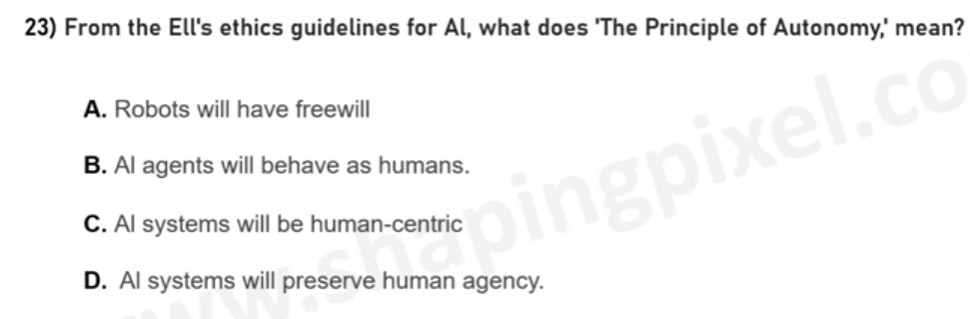 23) From the Ell's ethics guidelines for Al, what does 'The Principle of Autonomy,' mean?
A. Robots will have freewill
B. Al agents will behave as humans.
C. Al systems will be human-centric
D. Al systems will preserve human agency.
www.shapingpixel.co